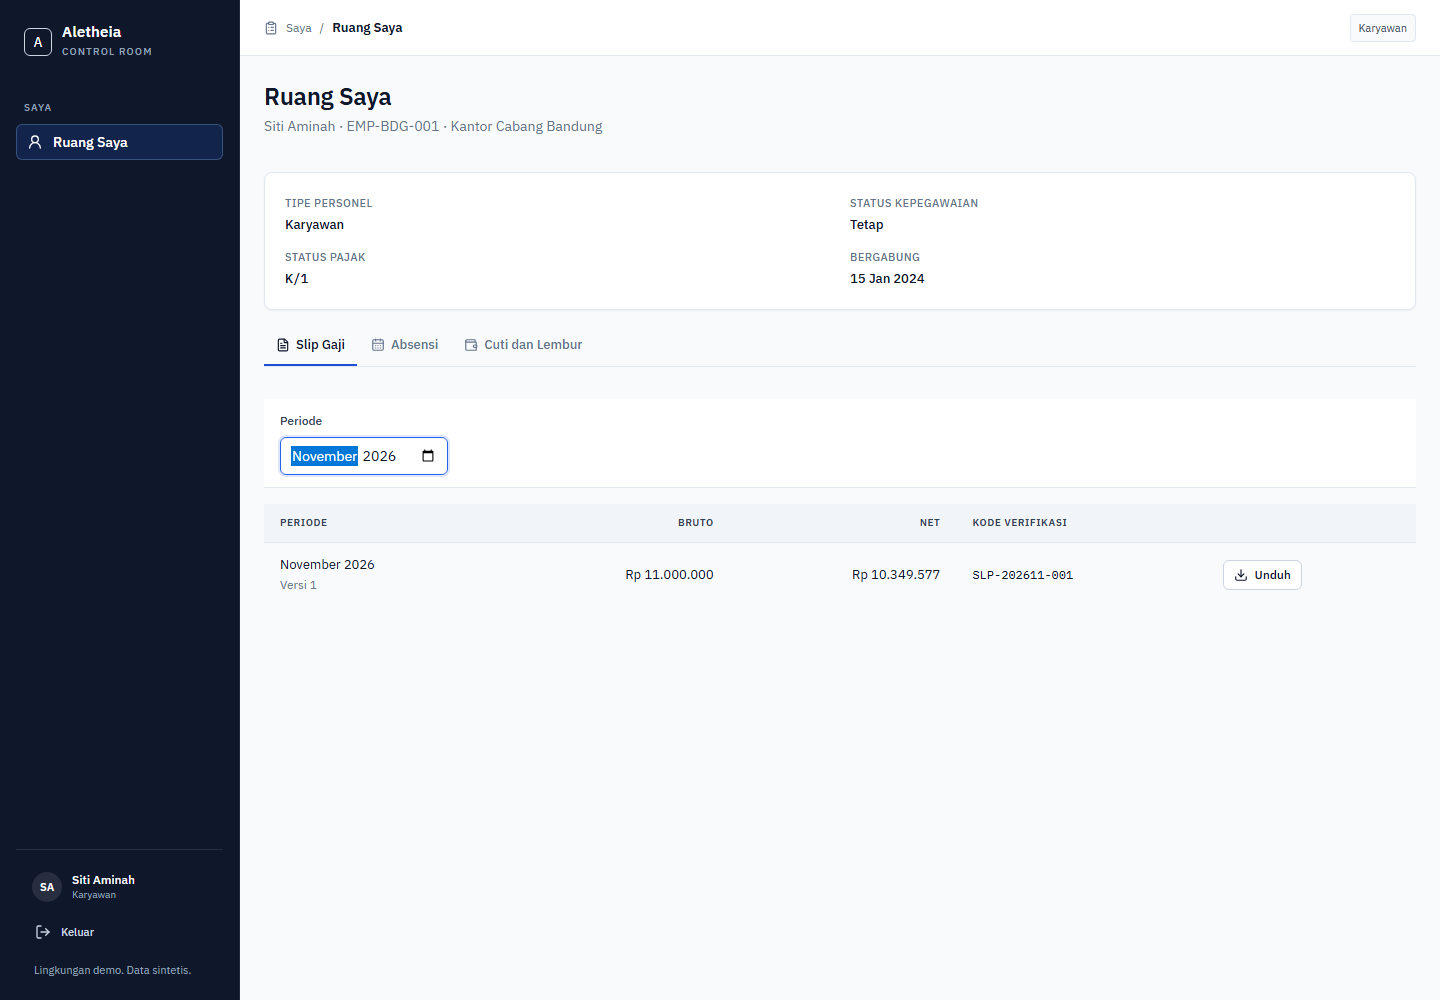 A
Aletheia
CONTROL ROOM
SAYA
Ruang Saya
Siti Aminah
SA
Karyawan
Keluar
Lingkungan demo. Data sintetis.
Saya / Ruang Saya
Karyawan
Ruang Saya
Siti Aminah · EMP-BDG-001 · Kantor Cabang Bandung
TIPE PERSONEL
Karyawan
STATUS KEPEGAWAIAN
Tetap
STATUS PAJAK
K/1
BERGABUNG
15 Jan 2024
Slip Gaji Absensi Cuti dan Lembur
Periode
November 2026
PERIODE BRUTO NET KODE VERIFIKASI
November 2026
Versi 1
Rp 11.000.000 Rp 10.349.577 SLP-202611-001 Unduh